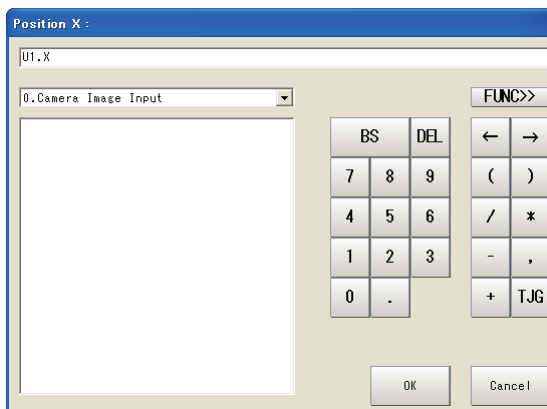 Position X :
U1.X
0.Camera Image Input
FUNC>>
BS DEL ← →
7 8 9 ( )
4 5 6 / *
1 2 3 - ,
0 . + TJG
OK Cancel